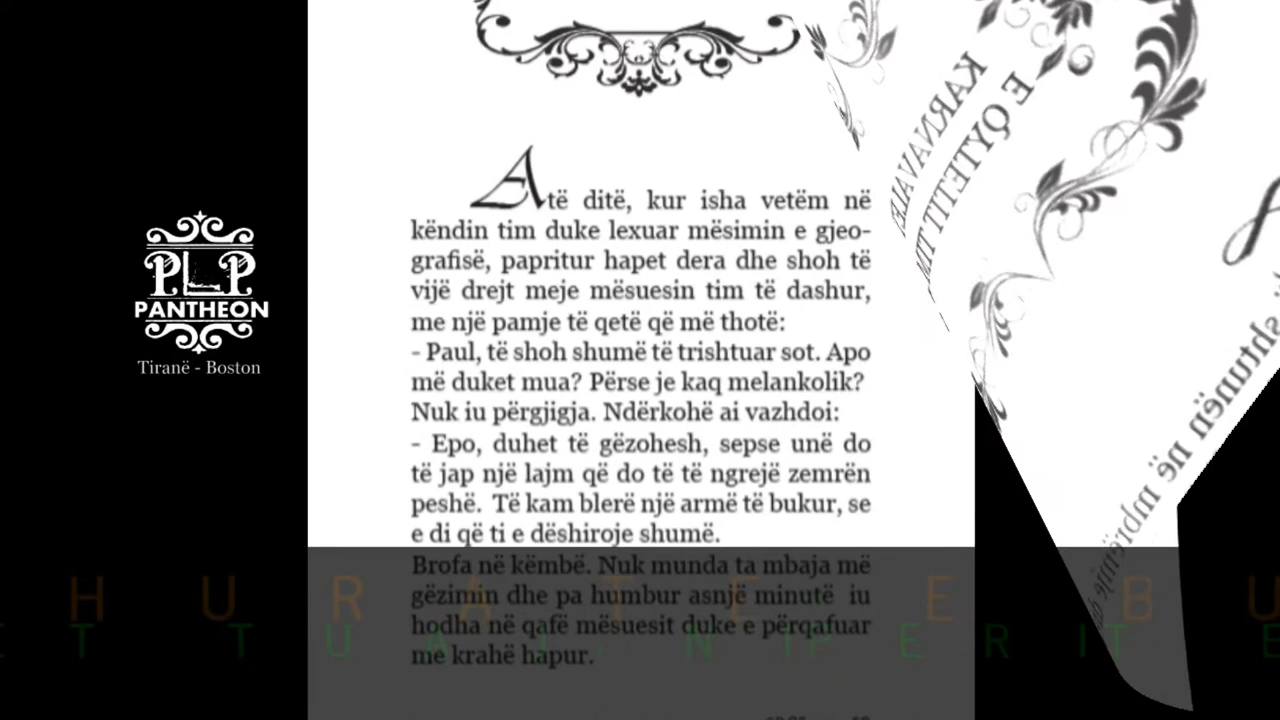 PLP
PANTHEON
Tiranë - Boston
Atë ditë, kur isha vetëm në
këndin tim duke lexuar mësimin e gjeo-
grafisë, papritur hapet dera dhe shoh të
vijë drejt meje mësuesin tim të dashur,
me një pamje të qetë që më thotë:
- Paul, të shoh shumë të trishtuar sot. Apo
më duket mua? Përse je kaq melankolik?
Nuk iu përgjigja. Ndërkohë ai vazhdoi:
- Epo, duhet të gëzohesh, sepse unë do
të jap një lajm që do të të ngrejë zemrën
peshë. Të kam blerë një armë të bukur, se
e di që ti e dëshiroje shumë.
Brofa në këmbë. Nuk munda ta mbaja më
gëzimin dhe pa humbur asnjë minutë iu
hodha në qafë mësuesit duke e përqafuar
me krahë hapur.
KARNAVALET
E QYTETIT TIM
shtunën në mbrëmje